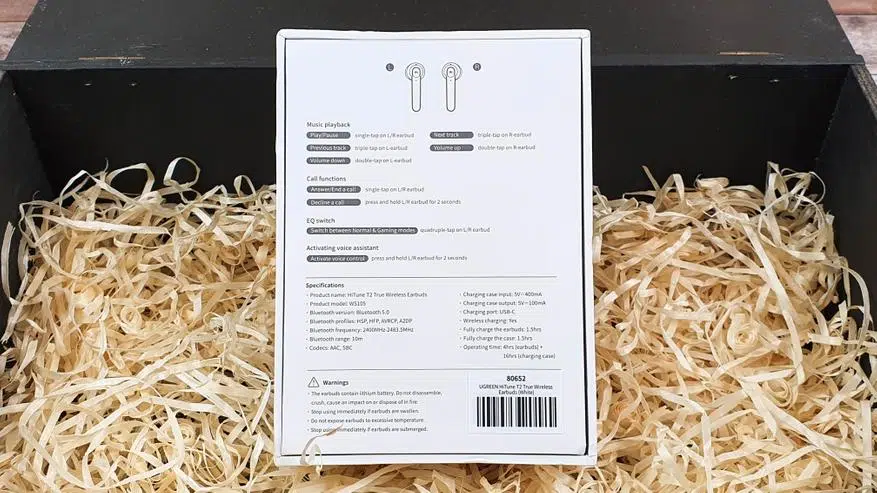 L R
Music playback
Play/Pause single-tap on L/R earbud Next track triple-tap on R-earbud
Previous track triple-tap on L-earbud Volume up double-tap on R-earbud
Volume down double-tap on L-earbud
Call functions
Answer/End a call single-tap on L/R earbud
Decline a call press and hold L/R earbud for 2 seconds
EQ switch
Switch between Normal & Gaming modes quadruple-tap on L/R earbud
Activating voice assistant
Activate voice control press and hold L/R earbud for 2 seconds
Specifications
· Product name: HiTune T2 True Wireless Earbuds
· Product model: WS105
· Bluetooth version: Bluetooth 5.0
· Bluetooth profiles: HSP, HFP, AVRCP, A2DP
· Bluetooth frequency: 2400MHz-2483.5MHz
· Bluetooth range: 10m
· Codecs: AAC, SBC
· Charging case input: 5V⎓400mA
· Charging case output: 5V⎓100mA
· Charging port: USB-C
· Wireless charging: Yes
· Fully charge the earbuds: 1.5hrs
· Fully charge the case: 1.5hrs
· Operating time: 4hrs (earbuds) +
16hrs (charging case)
Warnings
· The earbuds contain lithium battery. Do not disassemble,
crush, cause an impact on or dispose of in fire.
· Stop using immediately if earbuds are swollen.
· Do not expose earbuds to excessive temperature.
· Stop using immediately if earbuds are submerged.
80652
UGREEN HiTune T2 True Wireless
Earbuds (White)